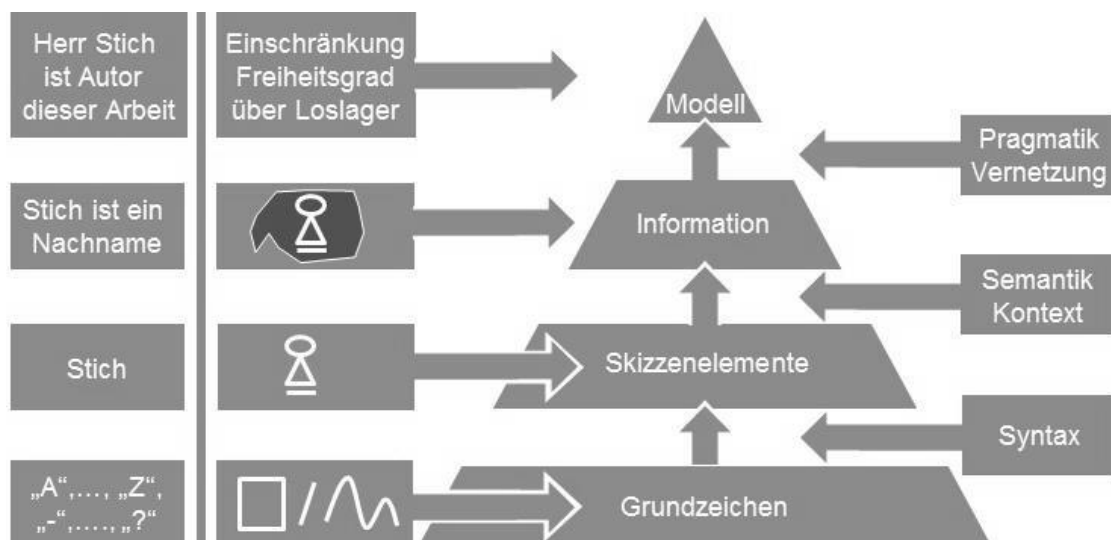 Herr Stich
ist Autor
dieser Arbeit
Einschränkung
Freiheitsgrad
über Loslager
Modell
Pragmatik
Vernetzung
Stich ist ein
Nachname
Information
Semantik
Kontext
Stich
Skizzenelemente
Syntax
„A“,…, „Z“,
„-“,…., „?“
Grundzeichen